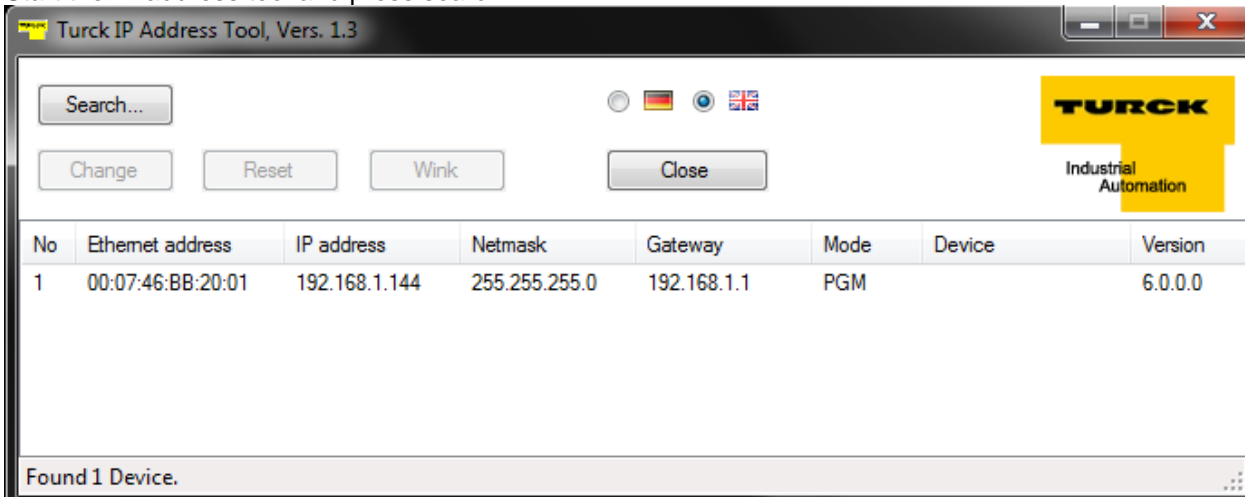 Turck IP Address Tool, Vers. 1.3
Search...
Change Reset Wink Close
TURCK
Industrial
Automation
No Ethernet address IP address Netmask Gateway Mode Device Version
1 00:07:46:BB:20:01 192.168.1.144 255.255.255.0 192.168.1.1 PGM 6.0.0.0
Found 1 Device.